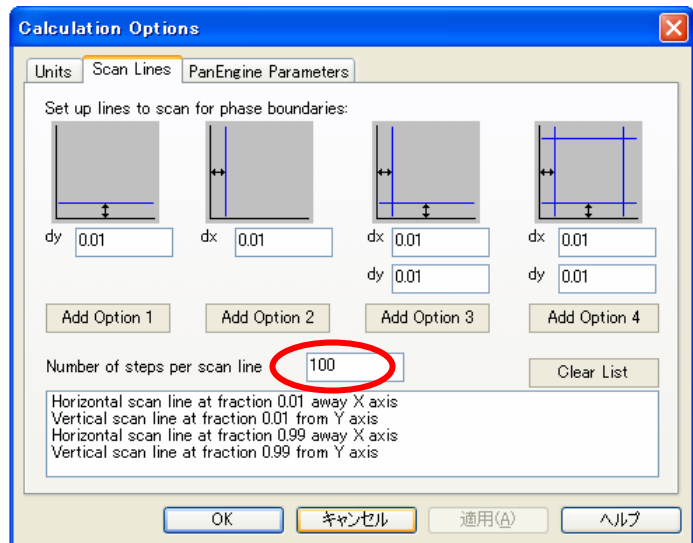 Calculation Options
Units Scan Lines PanEngine Parameters
Set up lines to scan for phase boundaries:
dy 0.01 dx 0.01 dx 0.01 dx 0.01
dy 0.01 dy 0.01
Add Option 1 Add Option 2 Add Option 3 Add Option 4
Number of steps per scan line 100 Clear List
Horizontal scan line at fraction 0.01 away X axis
Vertical scan line at fraction 0.01 from Y axis
Horizontal scan line at fraction 0.99 away X axis
Vertical scan line at fraction 0.99 from Y axis
OK キャンセル 適用(A) ヘルプ